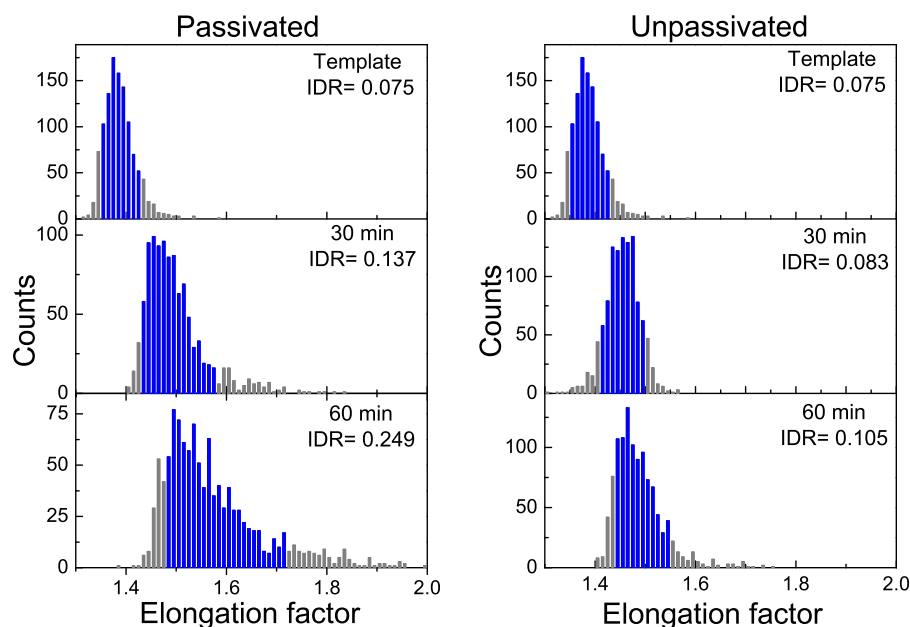 Passivated
Template
IDR= 0.075
150
100
50
0
30 min
IDR= 0.137
100
50
0
60 min
IDR= 0.249
75
50
25
0
Counts
1.4 1.6 1.8 2.0
Elongation factor
Unpassivated
Template
IDR= 0.075
150
100
50
0
30 min
IDR= 0.083
150
100
50
0
60 min
IDR= 0.105
100
50
0
Counts
1.4 1.6 1.8 2.0
Elongation factor